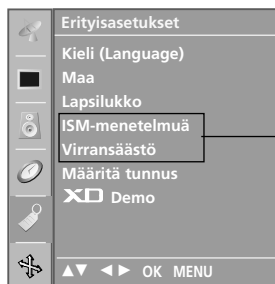 Erityisasetukset
Kieli (Language)
Maa
Lapsilukko
ISM-menetelmuä
Virransäästö
Määritä tunnus
XD Demo
▲▼ ◄► OK MENU